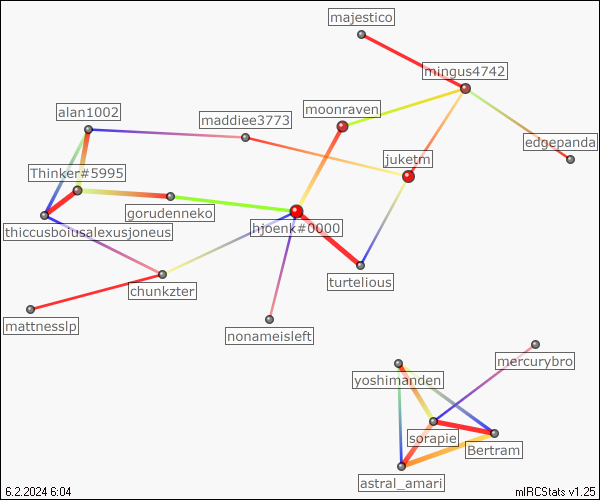 majestico
mingus4742
alan1002
moonraven
maddiee3773
edgepanda
juketm
Thinker#5995
gorudenneko
thiccusboiusalexusjoneus
hjoenk#0000
turtelious
chunkzter
mattnesslp
nonameisleft
mercurybro
yoshimanden
sorapie
Bertram
astral_amari
6.2.2024 6:04
mIRCStats v1.25